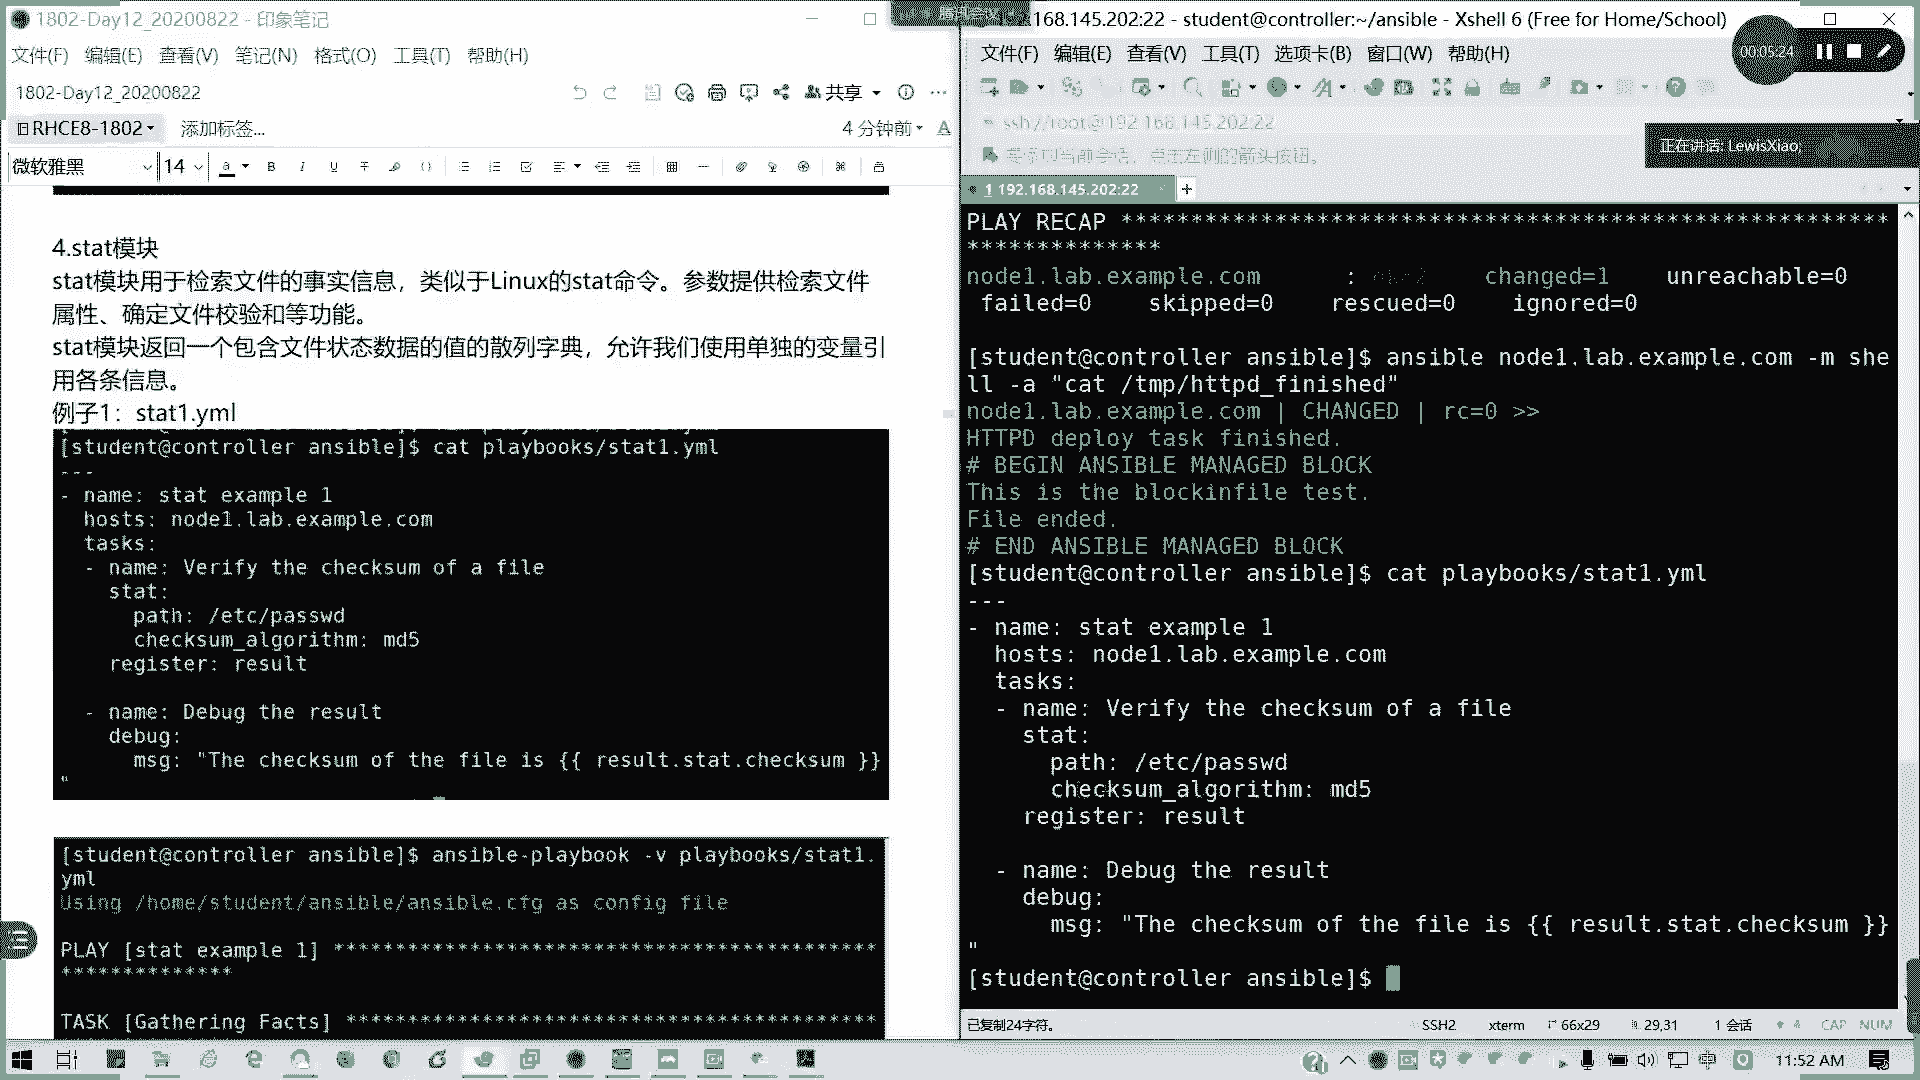 1802-Day12_20200822 - 印象笔记
文件(F) 编辑(E) 查看(V) 笔记(N) 格式(O) 工具(T) 帮助(H)
1802-Day12_20200822
共享
RHCE8-1802
添加标签...
4 分钟前
微软雅黑
14
4.stat模块
stat模块用于检索文件的事实信息，类似于Linux的stat命令。参数提供检索文件
属性、确定文件校验和等功能。
stat模块返回一个包含文件状态数据的值的散列字典，允许我们使用单独的变量引
用各条信息。
例子1：stat1.yml
[student@controller ansible]$ cat playbooks/stat1.yml
---
- name: stat example 1
hosts: node1.lab.example.com
tasks:
- name: Verify the checksum of a file
stat:
path: /etc/passwd
checksum_algorithm: md5
register: result
- name: Debug the result
debug:
msg: "The checksum of the file is {{ result.stat.checksum }}
"
[student@controller ansible]$ ansible-playbook -v playbooks/stat1.
yml
Using /home/student/ansible/ansible.cfg as config file
PLAY [stat example 1] ********************************************
**************
TASK [Gathering Facts] *******************************************
168.145.202:22 - student@controller:~/ansible - Xshell 6 (Free for Home/School)
文件(F) 编辑(E) 查看(V) 工具(T) 选项卡(B) 窗口(W) 帮助(H)
00:05:24
ssh://root@192.168.145.202:22
正在讲话: LewisXiao;
1 192.168.145.202:22
PLAY RECAP *******************************************************
**************
node1.lab.example.com : changed=1 unreachable=0
failed=0 skipped=0 rescued=0 ignored=0
[student@controller ansible]$ ansible node1.lab.example.com -m she
ll -a "cat /tmp/httpd_finished"
node1.lab.example.com | CHANGED | rc=0 >>
HTTPD deploy task finished.
# BEGIN ANSIBLE MANAGED BLOCK
This is the blockinfile test.
File ended.
# END ANSIBLE MANAGED BLOCK
[student@controller ansible]$ cat playbooks/stat1.yml
---
- name: stat example 1
hosts: node1.lab.example.com
tasks:
- name: Verify the checksum of a file
stat:
path: /etc/passwd
checksum_algorithm: md5
register: result
- name: Debug the result
debug:
msg: "The checksum of the file is {{ result.stat.checksum }}
"
[student@controller ansible]$
已复制24字符。
SSH2 xterm 66x29 29,31 1 会话 CAP NUM
中
11:52 AM